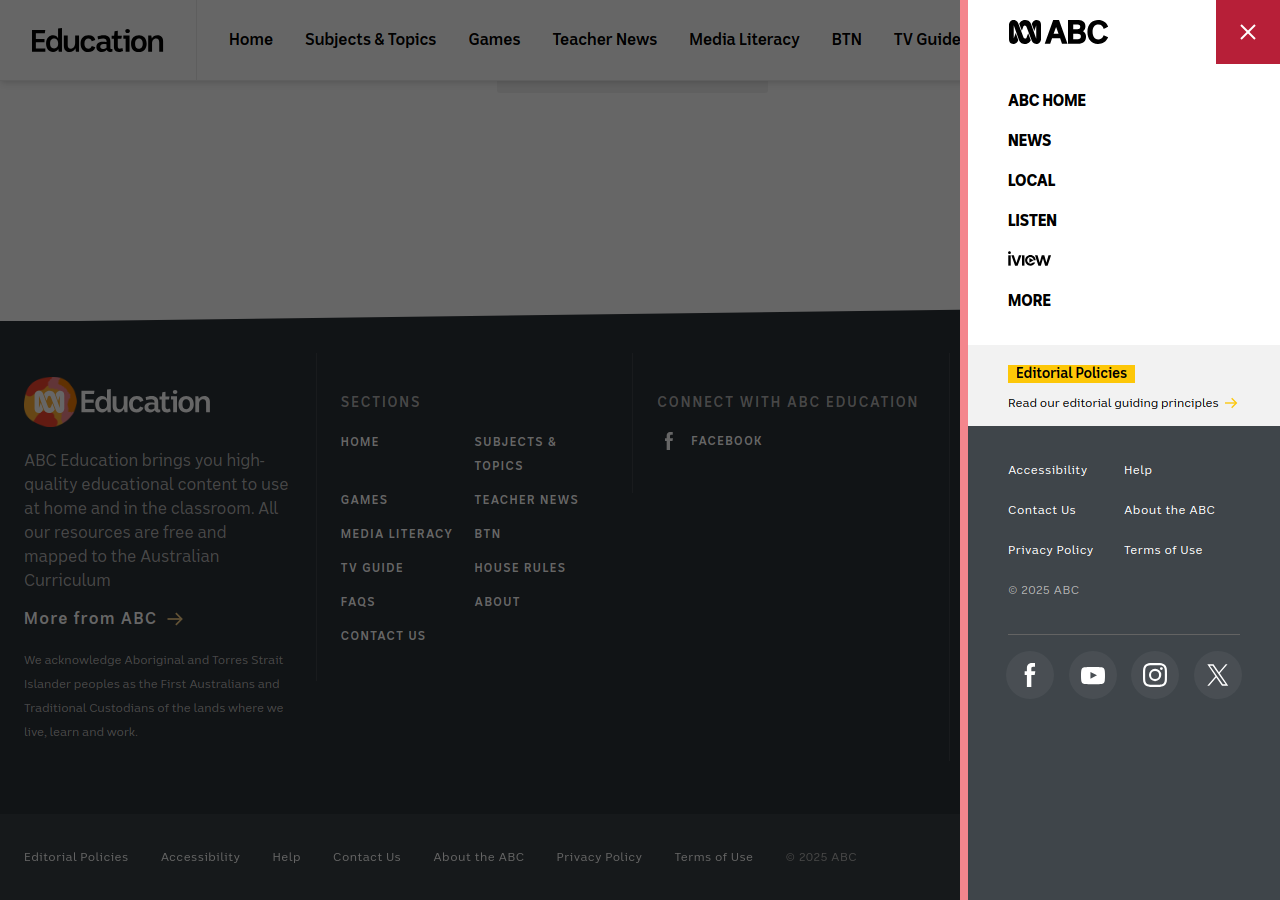 Education
Home
Subjects & Topics
Games
Teacher News
Media Literacy
BTN
TV Guide
ABC
ABC HOME
NEWS
LOCAL
LISTEN
iview
MORE
Editorial Policies
Read our editorial guiding principles
Accessibility
Help
Contact Us
About the ABC
Privacy Policy
Terms of Use
© 2025 ABC
Education
ABC Education brings you high-
quality educational content to use
at home and in the classroom. All
our resources are free and
mapped to the Australian
Curriculum
More from ABC
We acknowledge Aboriginal and Torres Strait
Islander peoples as the First Australians and
Traditional Custodians of the lands where we
live, learn and work.
SECTIONS
HOME
SUBJECTS &
TOPICS
GAMES
TEACHER NEWS
MEDIA LITERACY
BTN
TV GUIDE
HOUSE RULES
FAQS
ABOUT
CONTACT US
CONNECT WITH ABC EDUCATION
FACEBOOK
Editorial Policies
Accessibility
Help
Contact Us
About the ABC
Privacy Policy
Terms of Use
© 2025 ABC